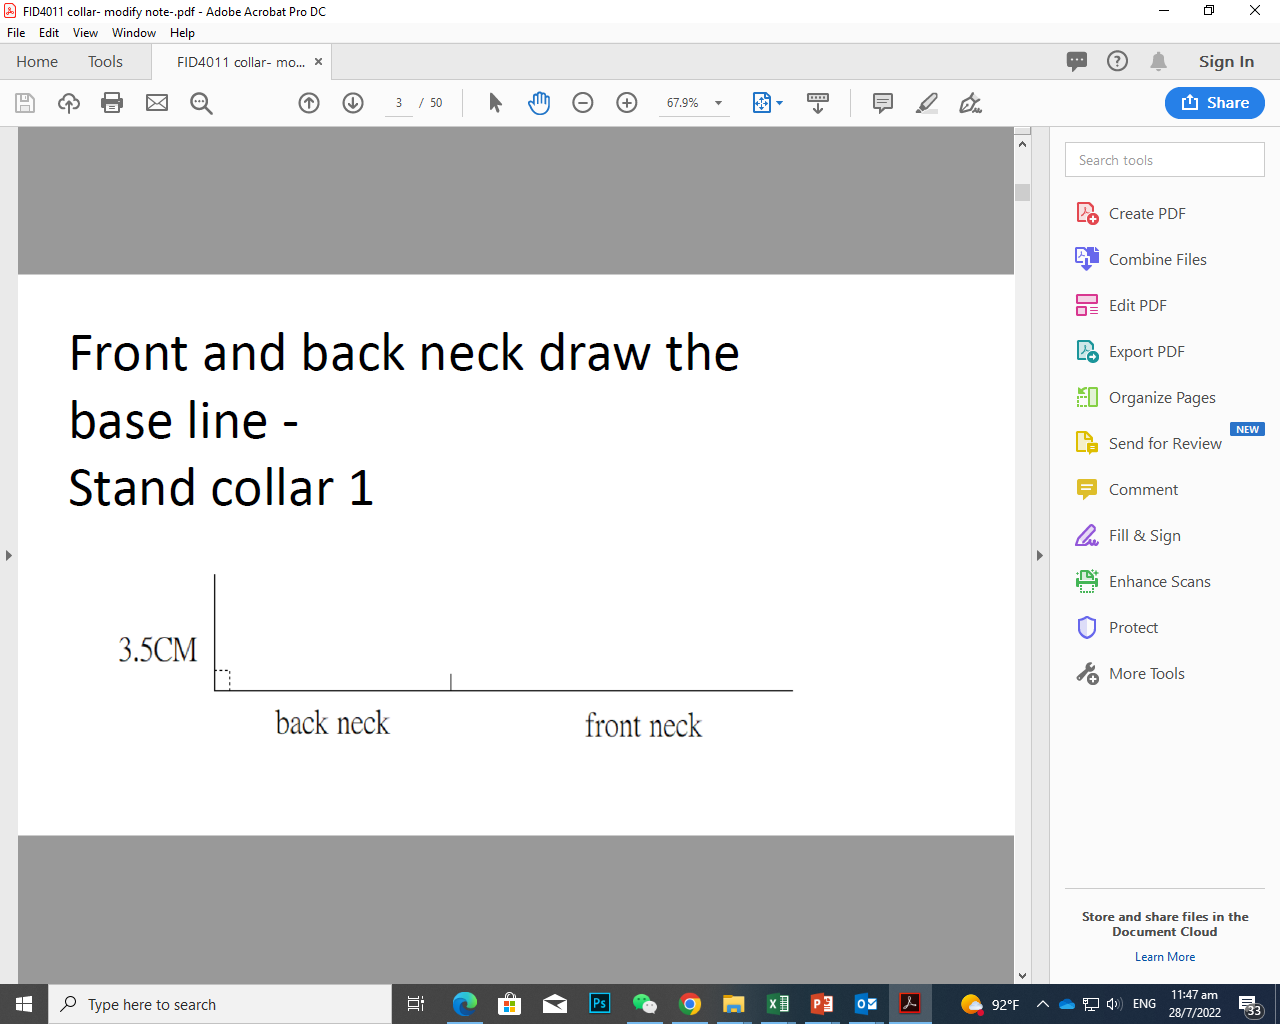 FID4011 collar- modify note-.pdf - Adobe Acrobat Pro DC
File Edit View Window Help
Home Tools FID4011 collar- mo... × Sign In
3 / 50 67.9% Share
Front and back neck draw the
base line -
Stand collar 1
3.5CM
back neck front neck
Search tools
Create PDF
Combine Files
Edit PDF
Export PDF
Organize Pages
NEW
Send for Review
Comment
Fill & Sign
Enhance Scans
Protect
More Tools
Store and share files in the
Document Cloud
Learn More
Type here to search
Ps
92°F
ENG
11:47 am
28/7/2022
33